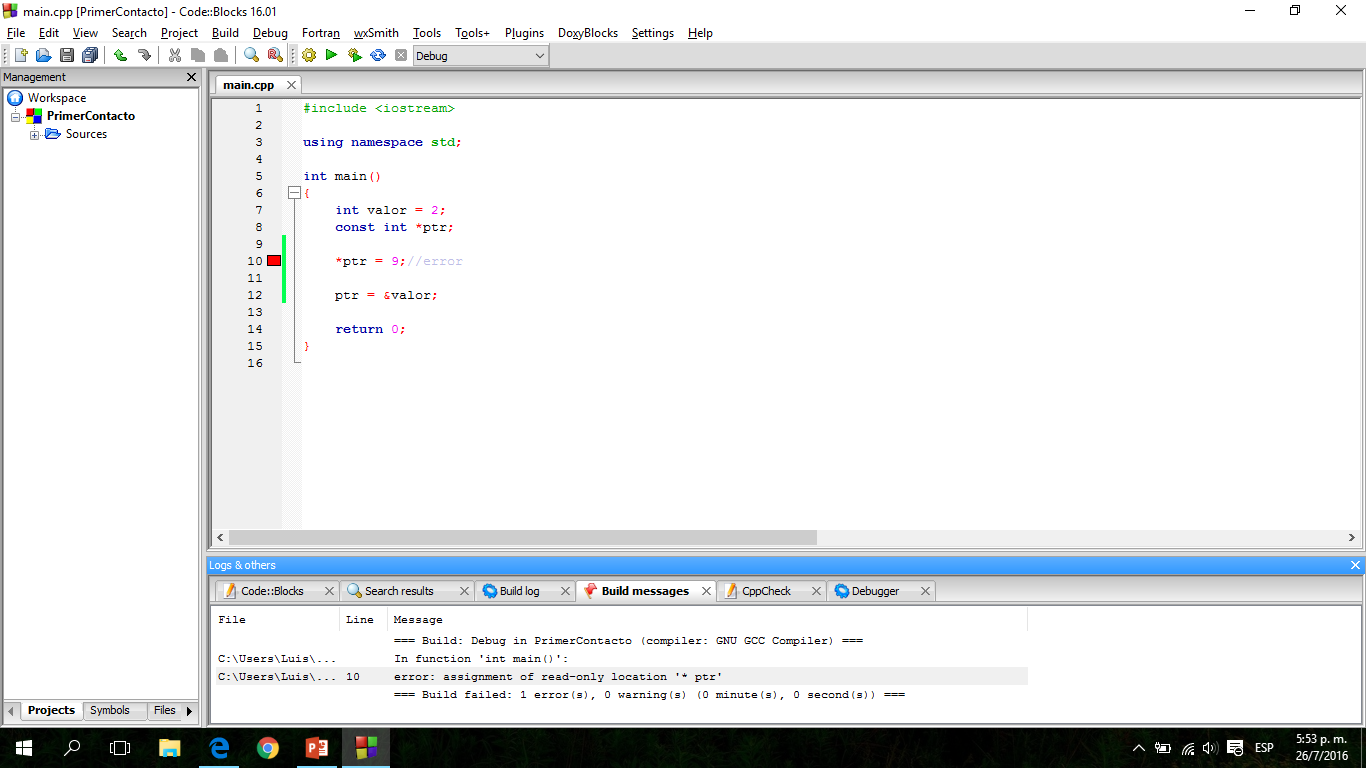 main.cpp [PrimerContacto] - Code::Blocks 16.01
File Edit View Search Project Build Debug Fortran wxSmith Tools Tools+ Plugins DoxyBlocks Settings Help
Debug
Management
Workspace
PrimerContacto
Sources
Projects Symbols Files
main.cpp
1 #include <iostream>
2
3 using namespace std;
4
5 int main()
6 {
7 int valor = 2;
8 const int *ptr;
9
10 *ptr = 9;//error
11
12 ptr = &valor;
13
14 return 0;
15 }
16
Logs & others
Code::Blocks Search results Build log Build messages CppCheck Debugger
File Line Message
=== Build: Debug in PrimerContacto (compiler: GNU GCC Compiler) ===
C:\Users\Luis\... In function 'int main()':
C:\Users\Luis\... 10 error: assignment of read-only location '* ptr'
=== Build failed: 1 error(s), 0 warning(s) (0 minute(s), 0 second(s)) ===
ESP
5:53 p. m.
26/7/2016